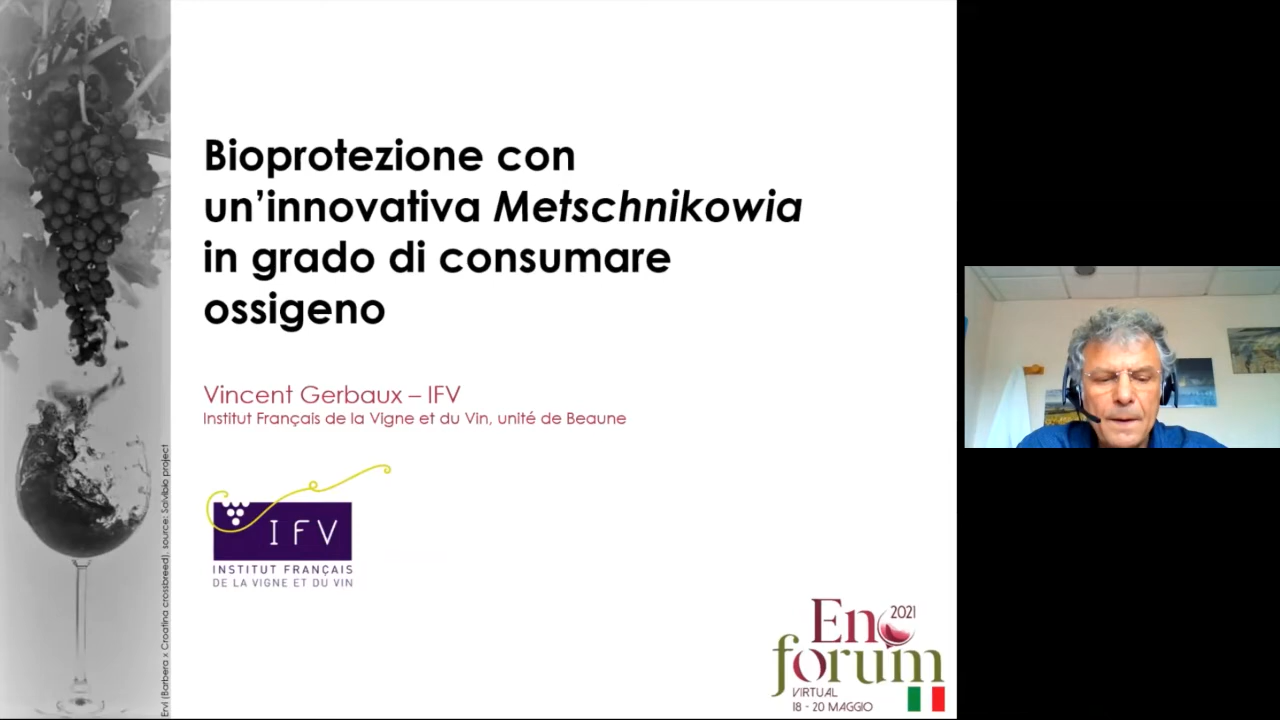 Bioprotezione con
un'innovativa Metschnikowia
in grado di consumare
ossigeno
Vincent Gerbaux – IFV
Institut Français de la Vigne et du Vin, unité de Beaune
IFV
INSTITUT FRANÇAIS
DE LA VIGNE ET DU VIN
Ervi (Barbera x Croatina crossbreed), source: Salvibio project
Eno 2021
forum
VIRTUAL
18 - 20 MAGGIO